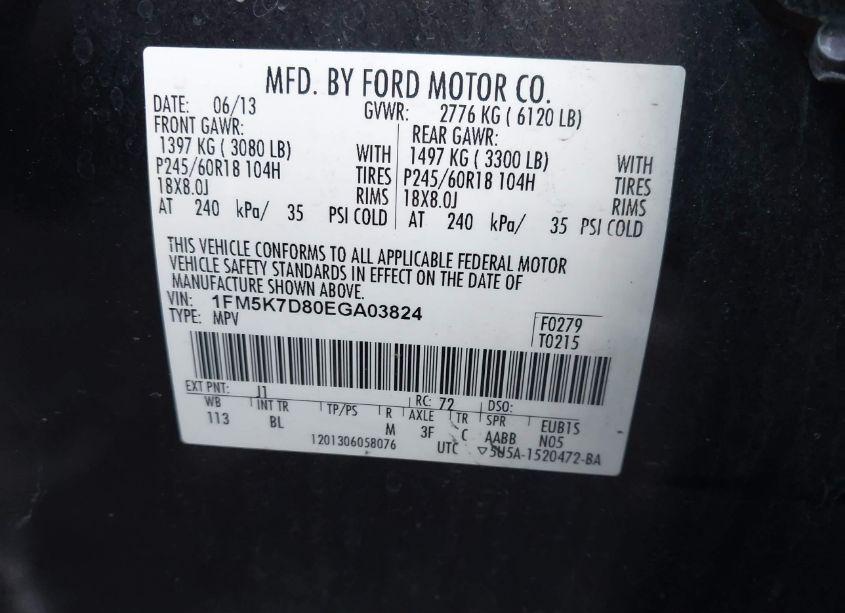 MFD. BY FORD MOTOR CO.
DATE: 06/13 GVWR: 2776 KG ( 6120 LB)
FRONT GAWR: REAR GAWR:
1397 KG ( 3080 LB) WITH 1497 KG ( 3300 LB) WITH
P245/60R18 104H TIRES P245/60R18 104H TIRES
18X8.0J RIMS 18X8.0J RIMS
AT 240 kPa/ 35 PSI COLD AT 240 kPa/ 35 PSI COLD
THIS VEHICLE CONFORMS TO ALL APPLICABLE FEDERAL MOTOR
VEHICLE SAFETY STANDARDS IN EFFECT ON THE DATE OF
MANUFACTURE SHOWN ABOVE.
VIN: 1FM5K7D80EGA03824
TYPE: MPV
F0279
T0215
EXT PNT: J1 RC: 72 DSO:
WB INT TR TP/PS R AXLE TR SPR EUB1S
113 BL M 3F C AABB N05
1201306058076 UTC ▽5U5A-1520472-BA